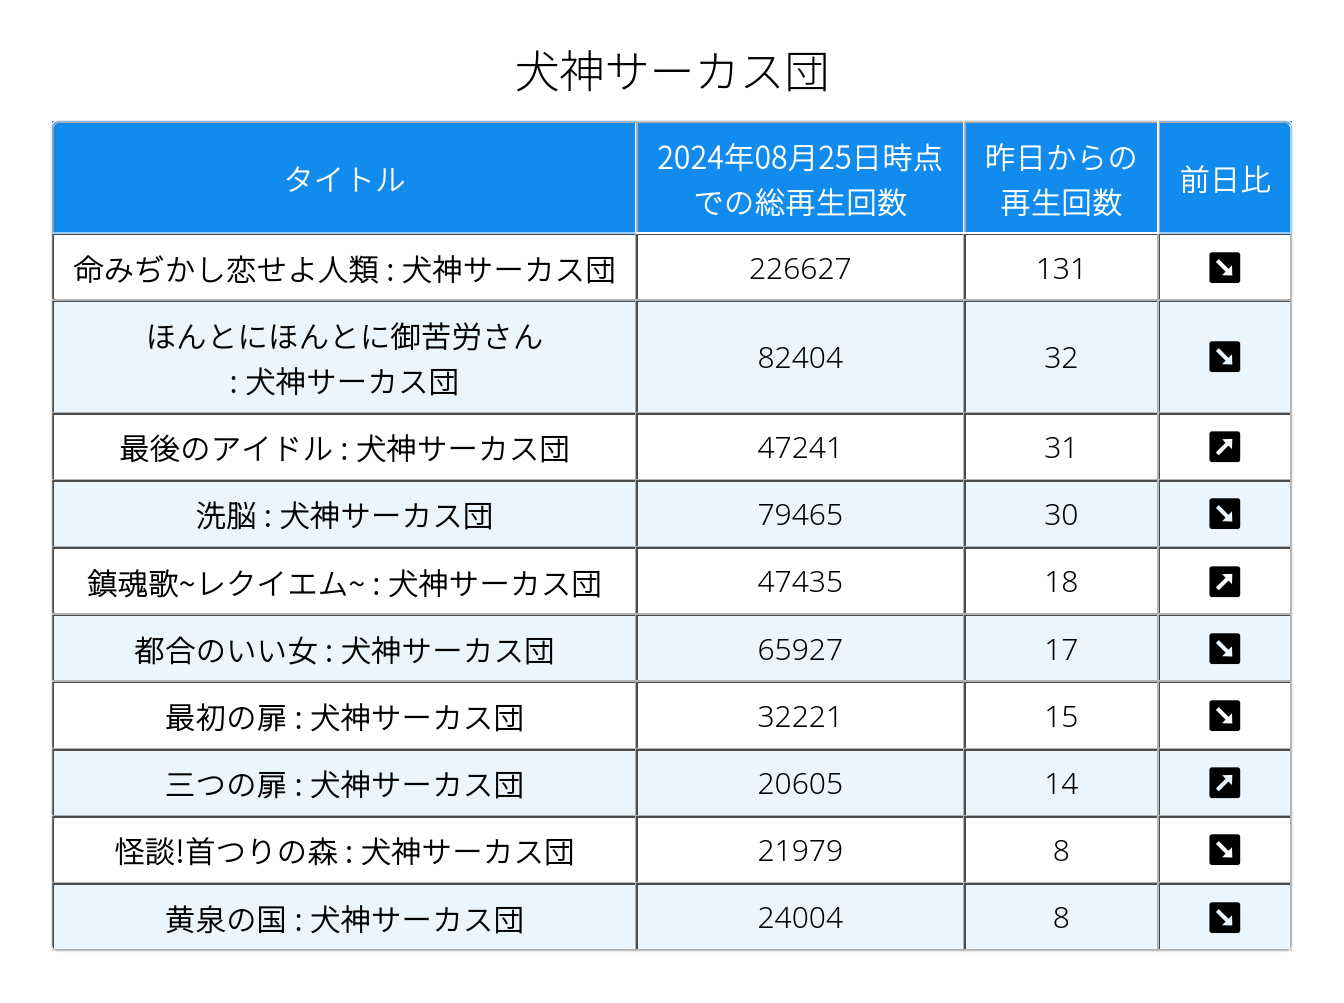 犬神サーカス団
タイトル
2024年08月25日時点
での総再生回数
昨日からの
再生回数
前日比
命みぢかし恋せよ人類 : 犬神サーカス団
226627
131
↘
ほんとにほんとに御苦労さん
: 犬神サーカス団
82404
32
↘
最後のアイドル : 犬神サーカス団
47241
31
↗
洗脳 : 犬神サーカス団
79465
30
↘
鎮魂歌~レクイエム~ : 犬神サーカス団
47435
18
↗
都合のいい女 : 犬神サーカス団
65927
17
↘
最初の扉 : 犬神サーカス団
32221
15
↘
三つの扉 : 犬神サーカス団
20605
14
↗
怪談!首つりの森 : 犬神サーカス団
21979
8
↘
黄泉の国 : 犬神サーカス団
24004
8
↘